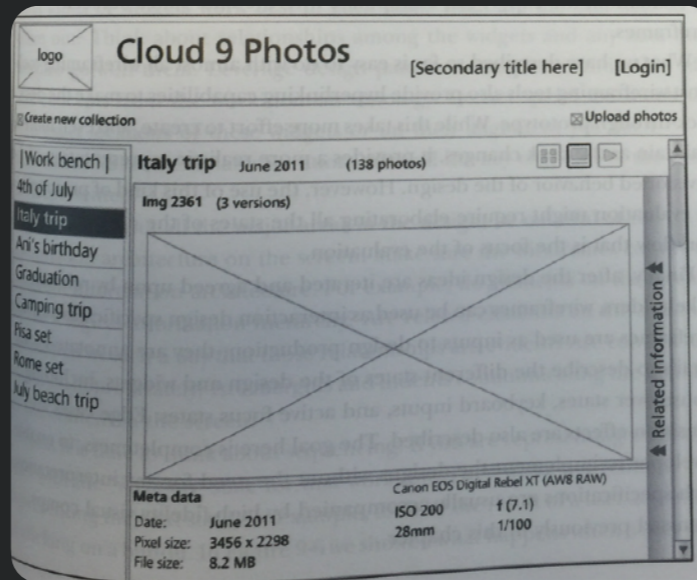 logo
Cloud 9 Photos
[Secondary title here] [Login]
Create new collection
Upload photos
|Work bench|
4th of July
Italy trip
Ani's birthday
Graduation
Camping trip
Pisa set
Rome set
July beach trip
Italy trip June 2011 (138 photos)
Img 2361 (3 versions)
Related information
Meta data
Date: June 2011
Pixel size: 3456 x 2298
File size: 8.2 MB
Canon EOS Digital Rebel XT (AW8 RAW)
ISO 200 f (7.1)
28mm 1/100